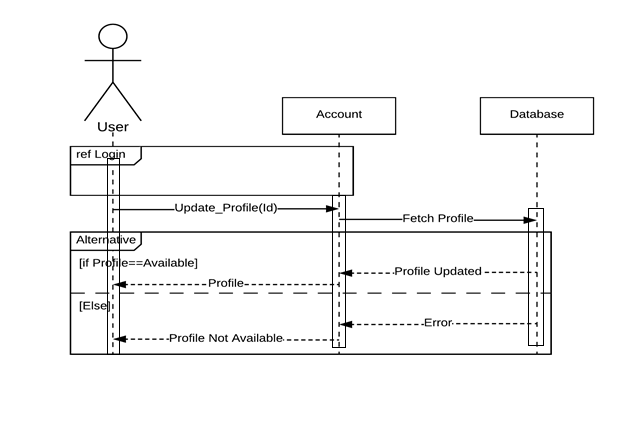 User
Account
Database
ref Login
Update_Profile(Id)
Fetch Profile
Alternative
[if Profile==Available]
Profile Updated
Profile
[Else]
Error
Profile Not Available